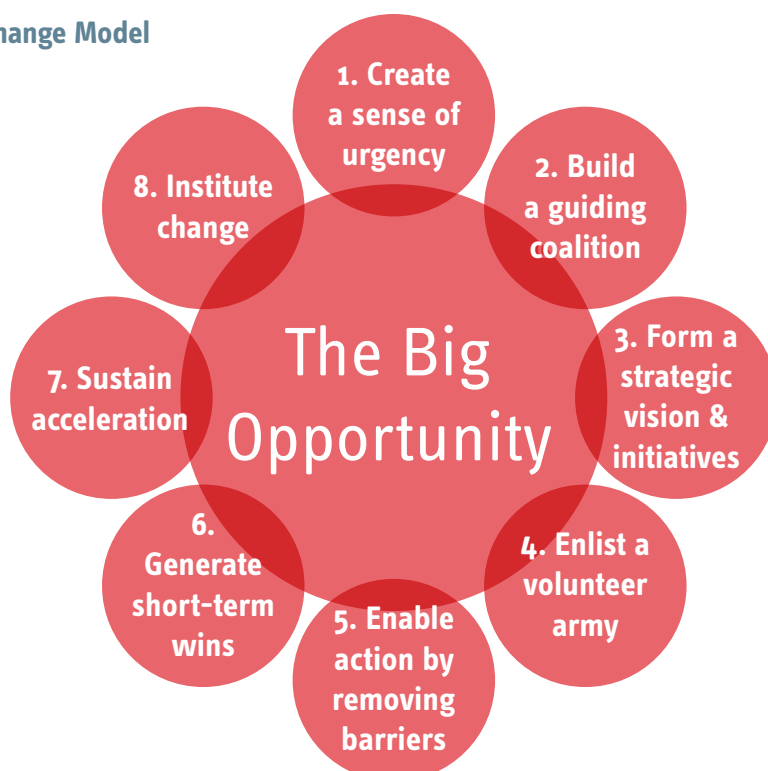 hange Model
1. Create
a sense of
urgency
2. Build
a guiding
coalition
3. Form a
strategic
vision &
initiatives
4. Enlist a
volunteer
army
5. Enable
action by
removing
barriers
6.
Generate
short-term
wins
7. Sustain
acceleration
8. Institute
change
The Big
Opportunity